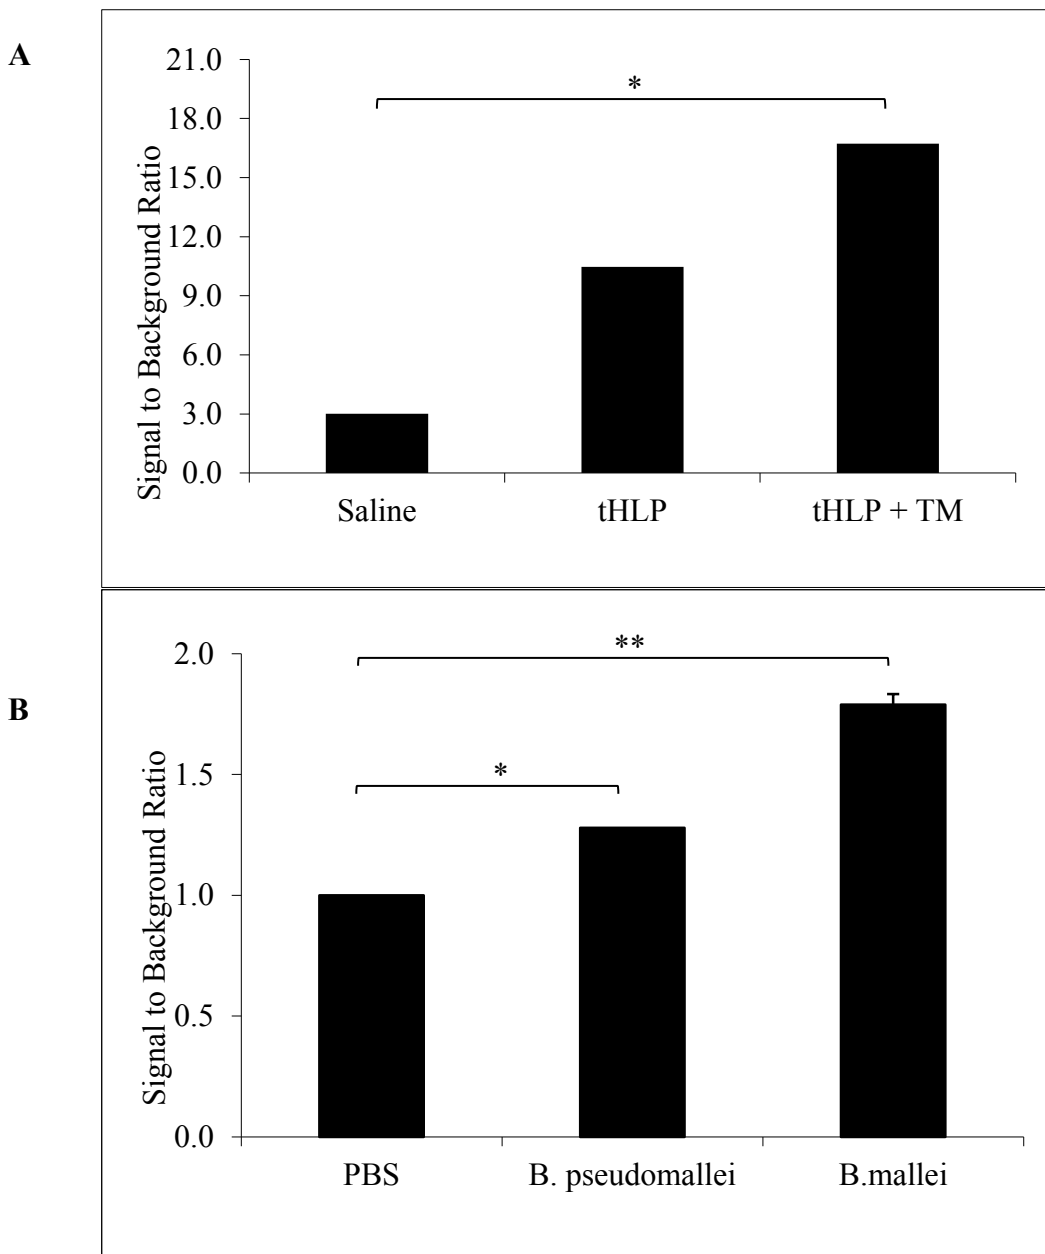 A
21.0
18.0
15.0
12.0
9.0
6.0
3.0
0.0
Signal to Background Ratio
*
Saline
tHLP
tHLP + TM
B
2.0
1.5
1.0
0.5
0.0
Signal to Background Ratio
**
*
PBS
B. pseudomallei
B.mallei